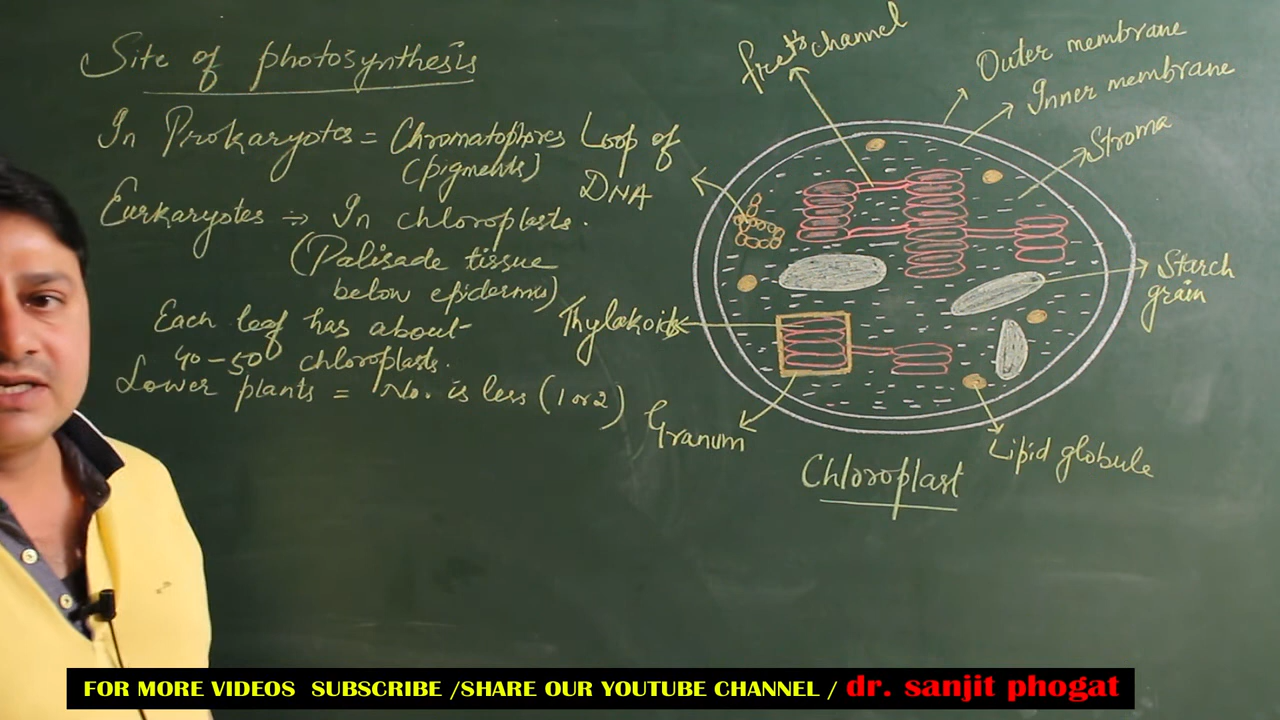 Site of photosynthesis
In Prokaryotes = Chromatophores
(pigments)
Eurkaryotes ⇒ In chloroplasts.
(Palisade tissue
below epidermis)
Each leaf has about
40-50 chloroplasts.
Lower plants = No. is less (1 or 2)
fret's channel
Outer membrane
Inner membrane
Stroma
Loop of
DNA
Starch
grain
Thylakoids
Granum
Lipid globule
Chloroplast
FOR MORE VIDEOS SUBSCRIBE /SHARE OUR YOUTUBE CHANNEL / dr. sanjit phogat